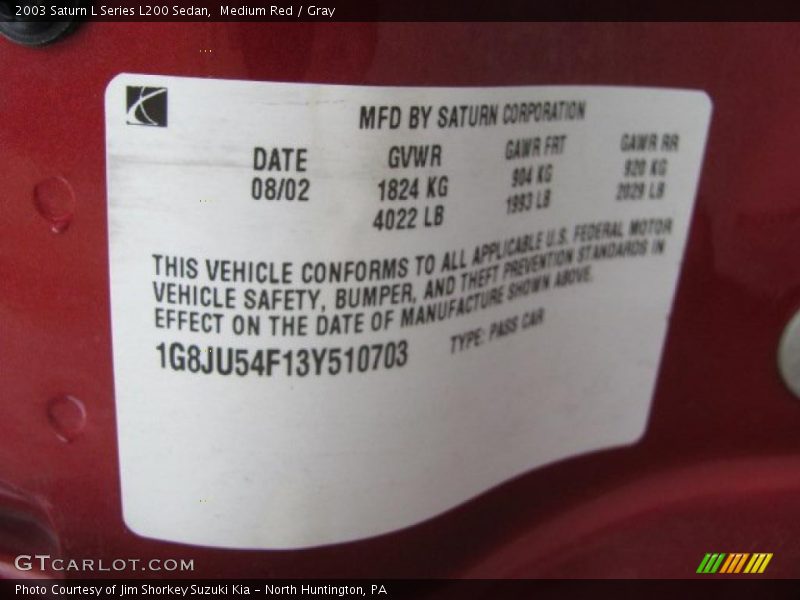 2003 Saturn L Series L200 Sedan,  Medium Red / Gray
MFD BY SATURN CORPORATION
DATE GVWR GAWR FRT GAWR RR
08/02 1824 KG 904 KG 920 KG
4022 LB 1993 LB 2029 LB
THIS VEHICLE CONFORMS TO ALL APPLICABLE U.S. FEDERAL MOTOR
VEHICLE SAFETY, BUMPER, AND THEFT PREVENTION STANDARDS IN
EFFECT ON THE DATE OF MANUFACTURE SHOWN ABOVE.
1G8JU54F13Y510703 TYPE: PASS CAR
GTCARLOT.COM
Photo Courtesy of Jim Shorkey Suzuki Kia – North Huntington, PA